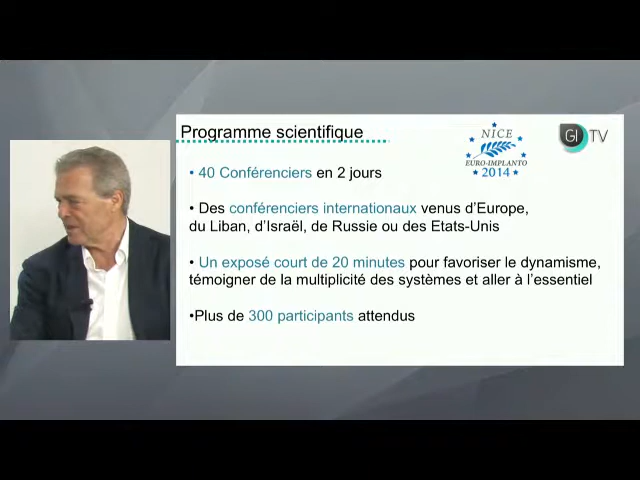 Programme scientifique
NICE
EURO-IMPLANTO
2014
GI TV
• 40 Conférenciers en 2 jours
• Des conférenciers internationaux venus d’Europe,
du Liban, d’Israël, de Russie ou des Etats-Unis
• Un exposé court de 20 minutes pour favoriser le dynamisme,
témoigner de la multiplicité des systèmes et aller à l’essentiel
•Plus de 300 participants attendus